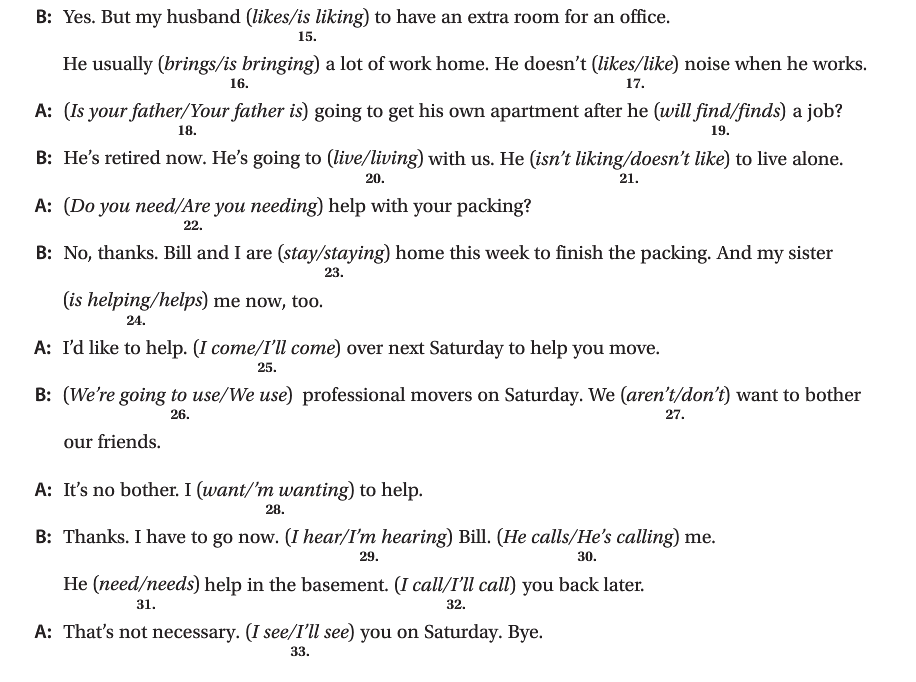 B: Yes. But my husband (likes/is liking) to have an extra room for an office.
15.
He usually (brings/is bringing) a lot of work home. He doesn’t (likes/like) noise when he works.
16. 17.
A: (Is your father/Your father is) going to get his own apartment after he (will find/finds) a job?
18. 19.
B: He’s retired now. He’s going to (live/living) with us. He (isn’t liking/doesn’t like) to live alone.
20. 21.
A: (Do you need/Are you needing) help with your packing?
22.
B: No, thanks. Bill and I are (stay/staying) home this week to finish the packing. And my sister
23.
(is helping/helps) me now, too.
24.
A: I’d like to help. (I come/I’ll come) over next Saturday to help you move.
25.
B: (We’re going to use/We use) professional movers on Saturday. We (aren’t/don’t) want to bother
26. 27.
our friends.
A: It’s no bother. I (want/’m wanting) to help.
28.
B: Thanks. I have to go now. (I hear/I’m hearing) Bill. (He calls/He’s calling) me.
29. 30.
He (need/needs) help in the basement. (I call/I’ll call) you back later.
31. 32.
A: That’s not necessary. (I see/I’ll see) you on Saturday. Bye.
33.